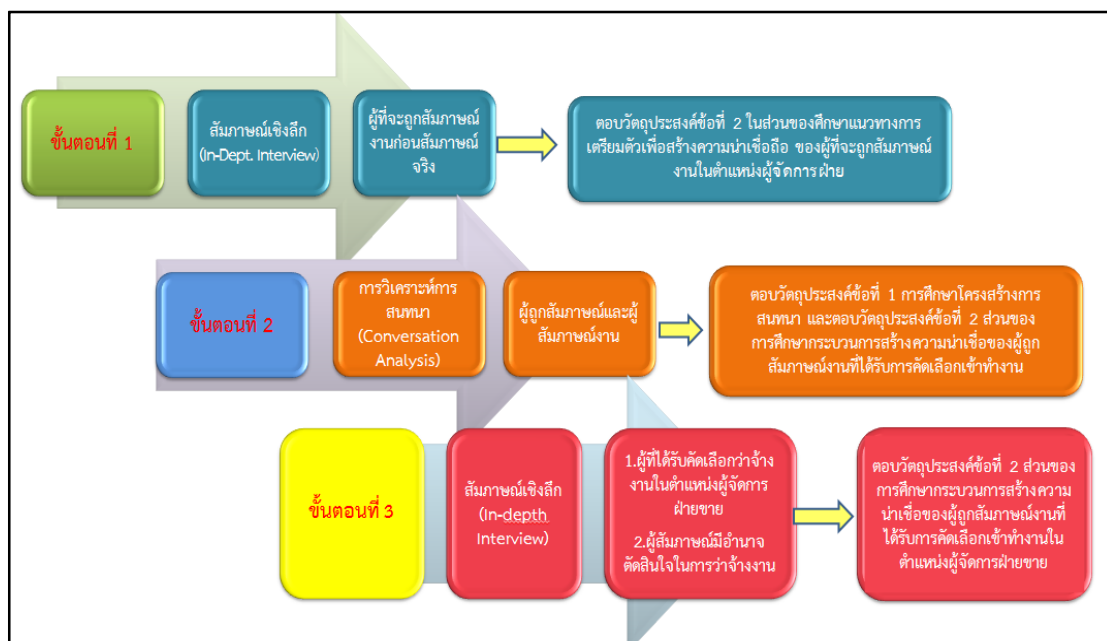 ขั้นตอนที่ 1
สัมภาษณ์เชิงลึก
(In-Dept. Interview)
ผู้ที่จะถูกสัมภาษณ์
งานก่อนสัมภาษณ์
จริง
ตอบวัตถุประสงค์ข้อที่ 2 ในส่วนของศึกษาแนวทางการ
เตรียมตัวเพื่อสร้างความน่าเชื่อถือ ของผู้ที่จะถูกสัมภาษณ์
งานในตำแหน่งผู้จัดการฝ่าย
ขั้นตอนที่ 2
การวิเคราะห์การ
สนทนา
(Conversation
Analysis)
ผู้ถูกสัมภาษณ์และผู้
สัมภาษณ์งาน
ตอบวัตถุประสงค์ข้อที่ 1 การศึกษาโครงสร้างการ
สนทนา และตอบวัตถุประสงค์ข้อที่ 2 ส่วนของ
การศึกษากระบวนการสร้างความน่าเชื่อของผู้ถูก
สัมภาษณ์งานที่ได้รับการคัดเลือกเข้าทำงาน
ขั้นตอนที่ 3
สัมภาษณ์เชิงลึก
(In-depth
Interview)
1.ผู้ที่ได้รับคัดเลือกว่าจ้าง
งานในตำแหน่งผู้จัดการ
ฝ่ายขาย
2.ผู้สัมภาษณ์มีอำนาจ
ตัดสินใจในการว่าจ้างงาน
ตอบวัตถุประสงค์ข้อที่ 2 ส่วนของ
การศึกษากระบวนการสร้างความ
น่าเชื่อของผู้ถูกสัมภาษณ์งานที่
ได้รับการคัดเลือกเข้าทำงานใน
ตำแหน่งผู้จัดการฝ่ายขาย